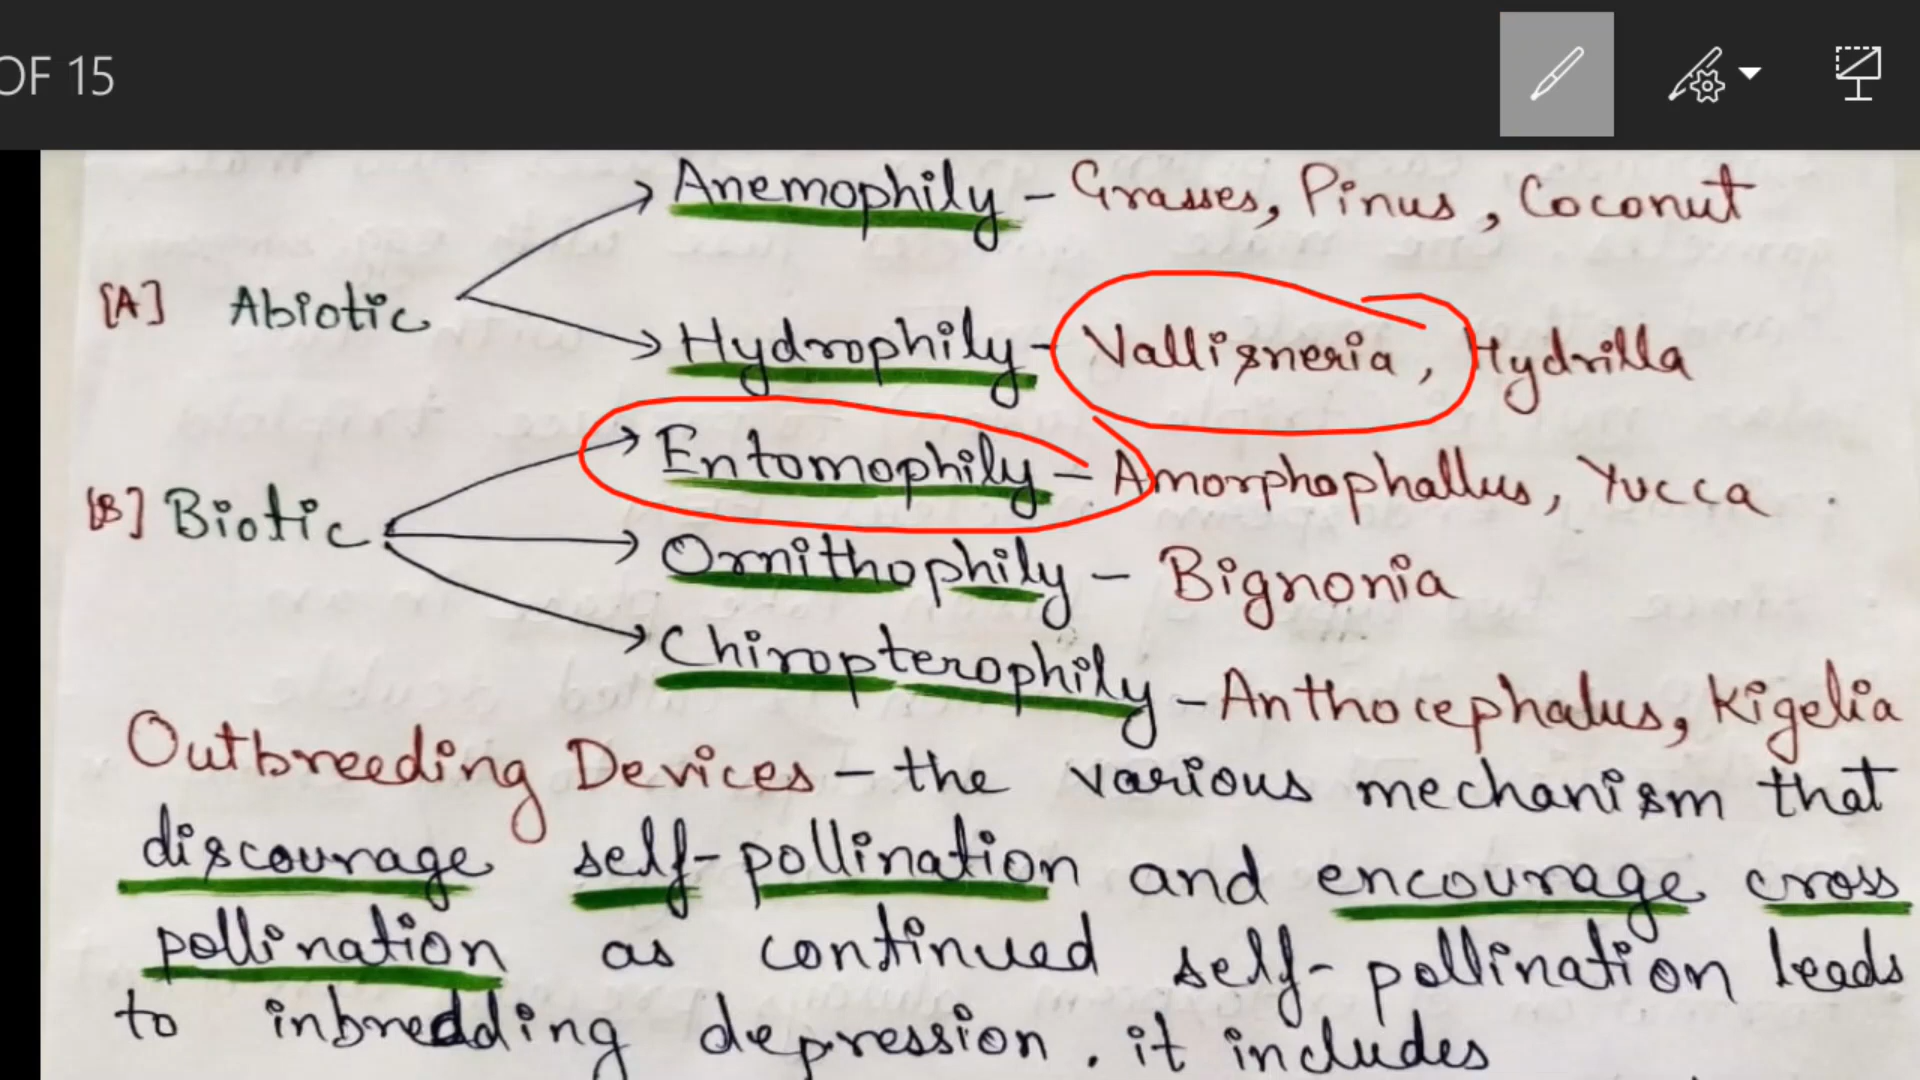 OF 15
Anemophily - Grasses, Pinus, Coconut
[A] Abiotic
Hydrophily - Vallisneria, Hydrilla
Entomophily - Amorphophallus, Yucca
[B] Biotic
Ornithophily - Bignonia
Chiropterophily - Anthocephalus, Kigelia
Outbreeding Devices - the various mechanism that
discourage self-pollination and encourage cross
pollination as continued self-pollination leads
to inbredding depression. it includes